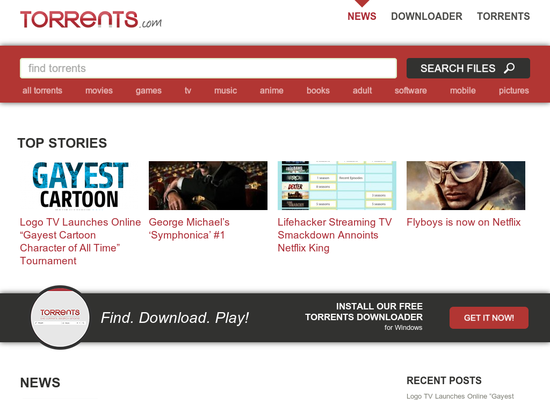 TORRENTS.com
NEWS DOWNLOADER TORRENTS
find torrents
SEARCH FILES
all torrents movies games tv music anime books adult software mobile pictures
TOP STORIES
GAYEST
CARTOON
DEXTER
Logo TV Launches Online
"Gayest Cartoon
Character of All Time"
Tournament
George Michael's
'Symphonica' #1
Lifehacker Streaming TV
Smackdown Annoints
Netflix King
Flyboys is now on Netflix
TORRENTS
Find. Download. Play!
INSTALL OUR FREE
TORRENTS DOWNLOADER
for Windows
GET IT NOW!
NEWS
RECENT POSTS
Logo TV Launches Online "Gayest